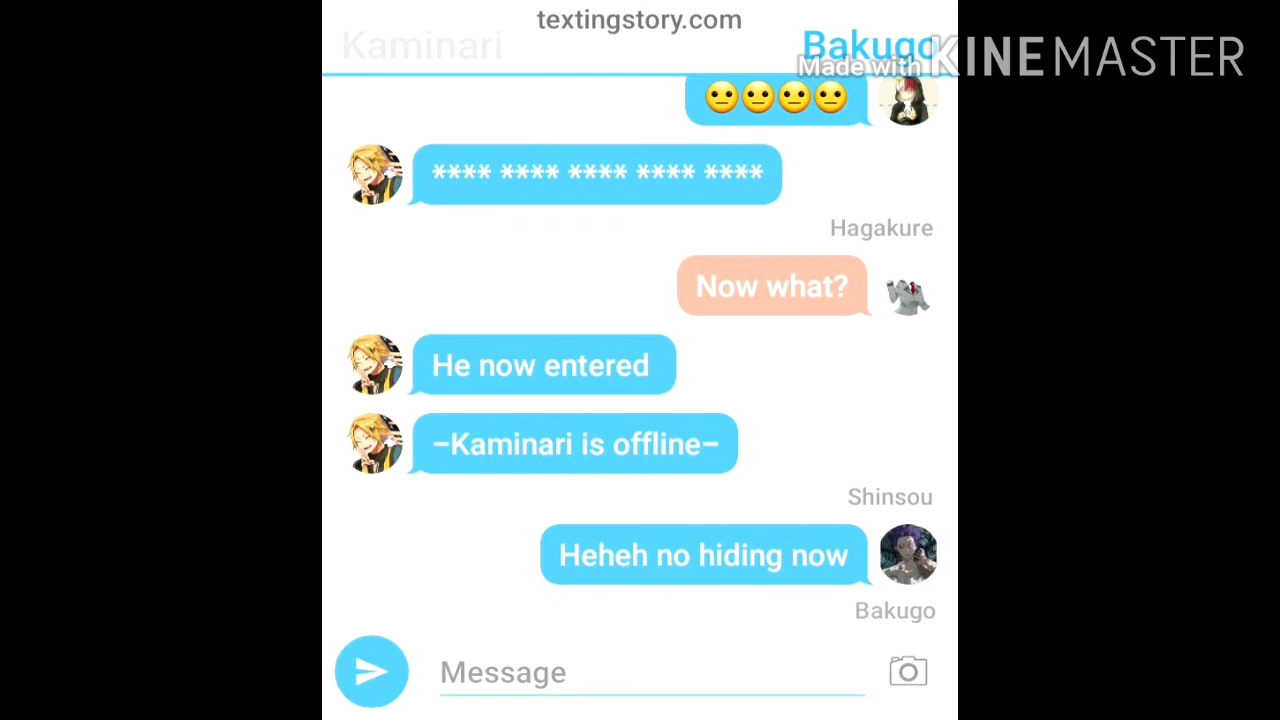 textingstory.com
Kaminari
Bakugo
Made with KINEMASTER
**** **** **** **** ****
Hagakure
Now what?
He now entered
–Kaminari is offline–
Shinsou
Heheh no hiding now
Bakugo
Message